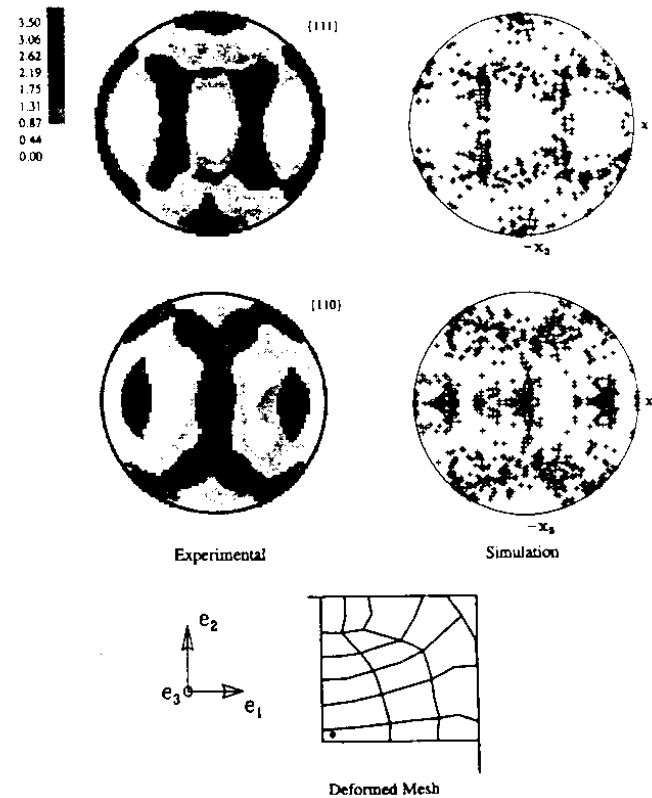 3.50
3.06
2.62
2.19
1.75
1.31
0.87
0.44
0.00
{111}
x
-x₃
{110}
x
-x₃
Experimental
Simulation
e₂
e₃
e₁
Deformed Mesh